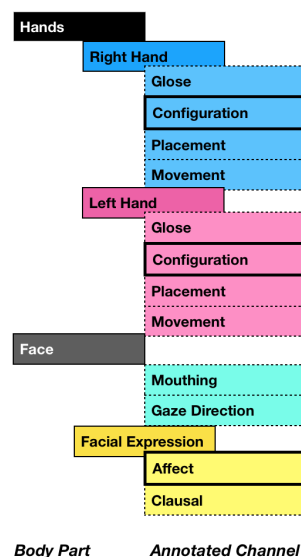 Hands
Right Hand
Glose
Configuration
Placement
Movement
Left Hand
Glose
Configuration
Placement
Movement
Face
Mouthing
Gaze Direction
Facial Expression
Affect
Clausal
Body Part Annotated Channel